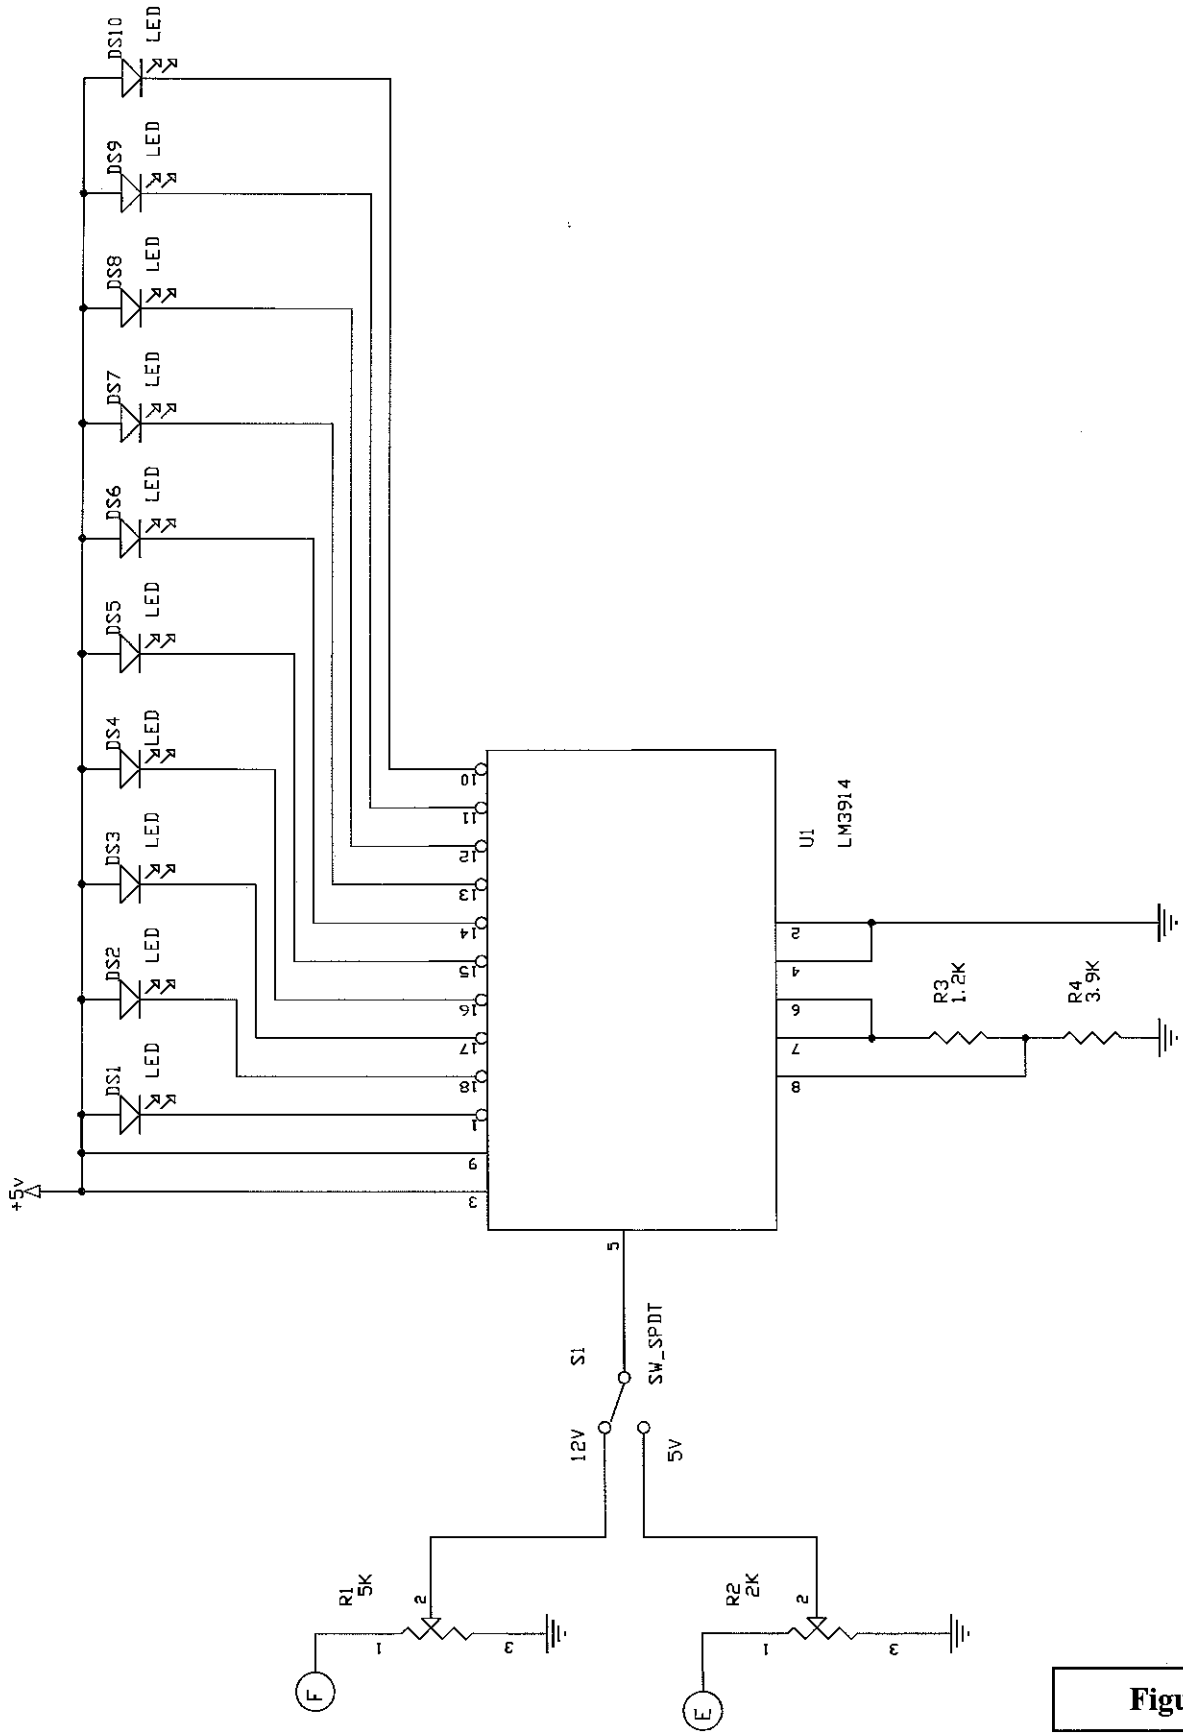 +5v
DS1
LED
DS2
LED
DS3
LED
DS4
LED
DS5
LED
DS6
LED
DS7
LED
DS8
LED
DS9
LED
DS10
LED
3
9
1
18
17
16
15
14
13
12
11
10
5
8
7
6
4
2
U1
LM3914
S1
SW_SPDT
12V
5V
R1
5K
1
2
3
F
R2
2K
1
2
3
E
R3
1.2K
R4
3.9K
Figu